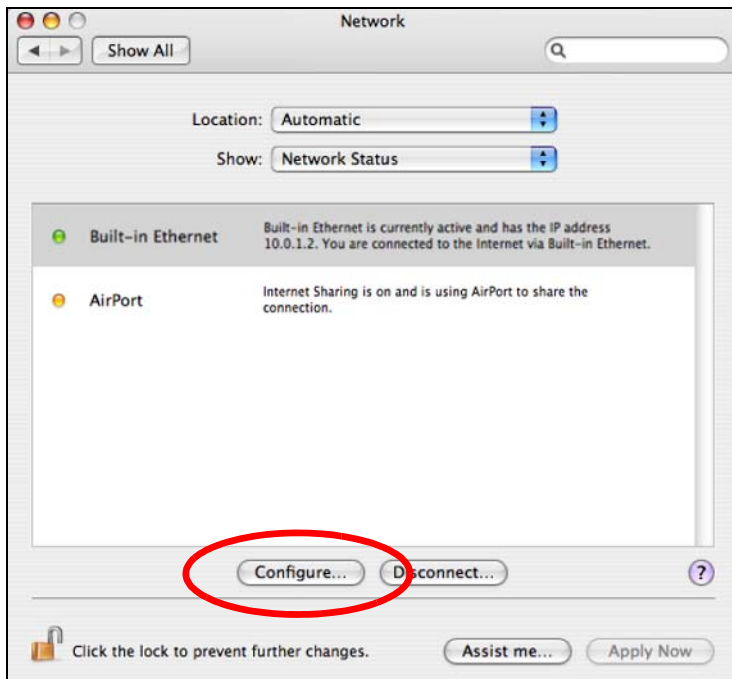 Network
Show All
Location: Automatic
Show: Network Status
Built-in Ethernet
Built-in Ethernet is currently active and has the IP address
10.0.1.2. You are connected to the Internet via Built-in Ethernet.
AirPort
Internet Sharing is on and is using AirPort to share the
connection.
Configure... Disconnect... ?
Click the lock to prevent further changes. Assist me... Apply Now